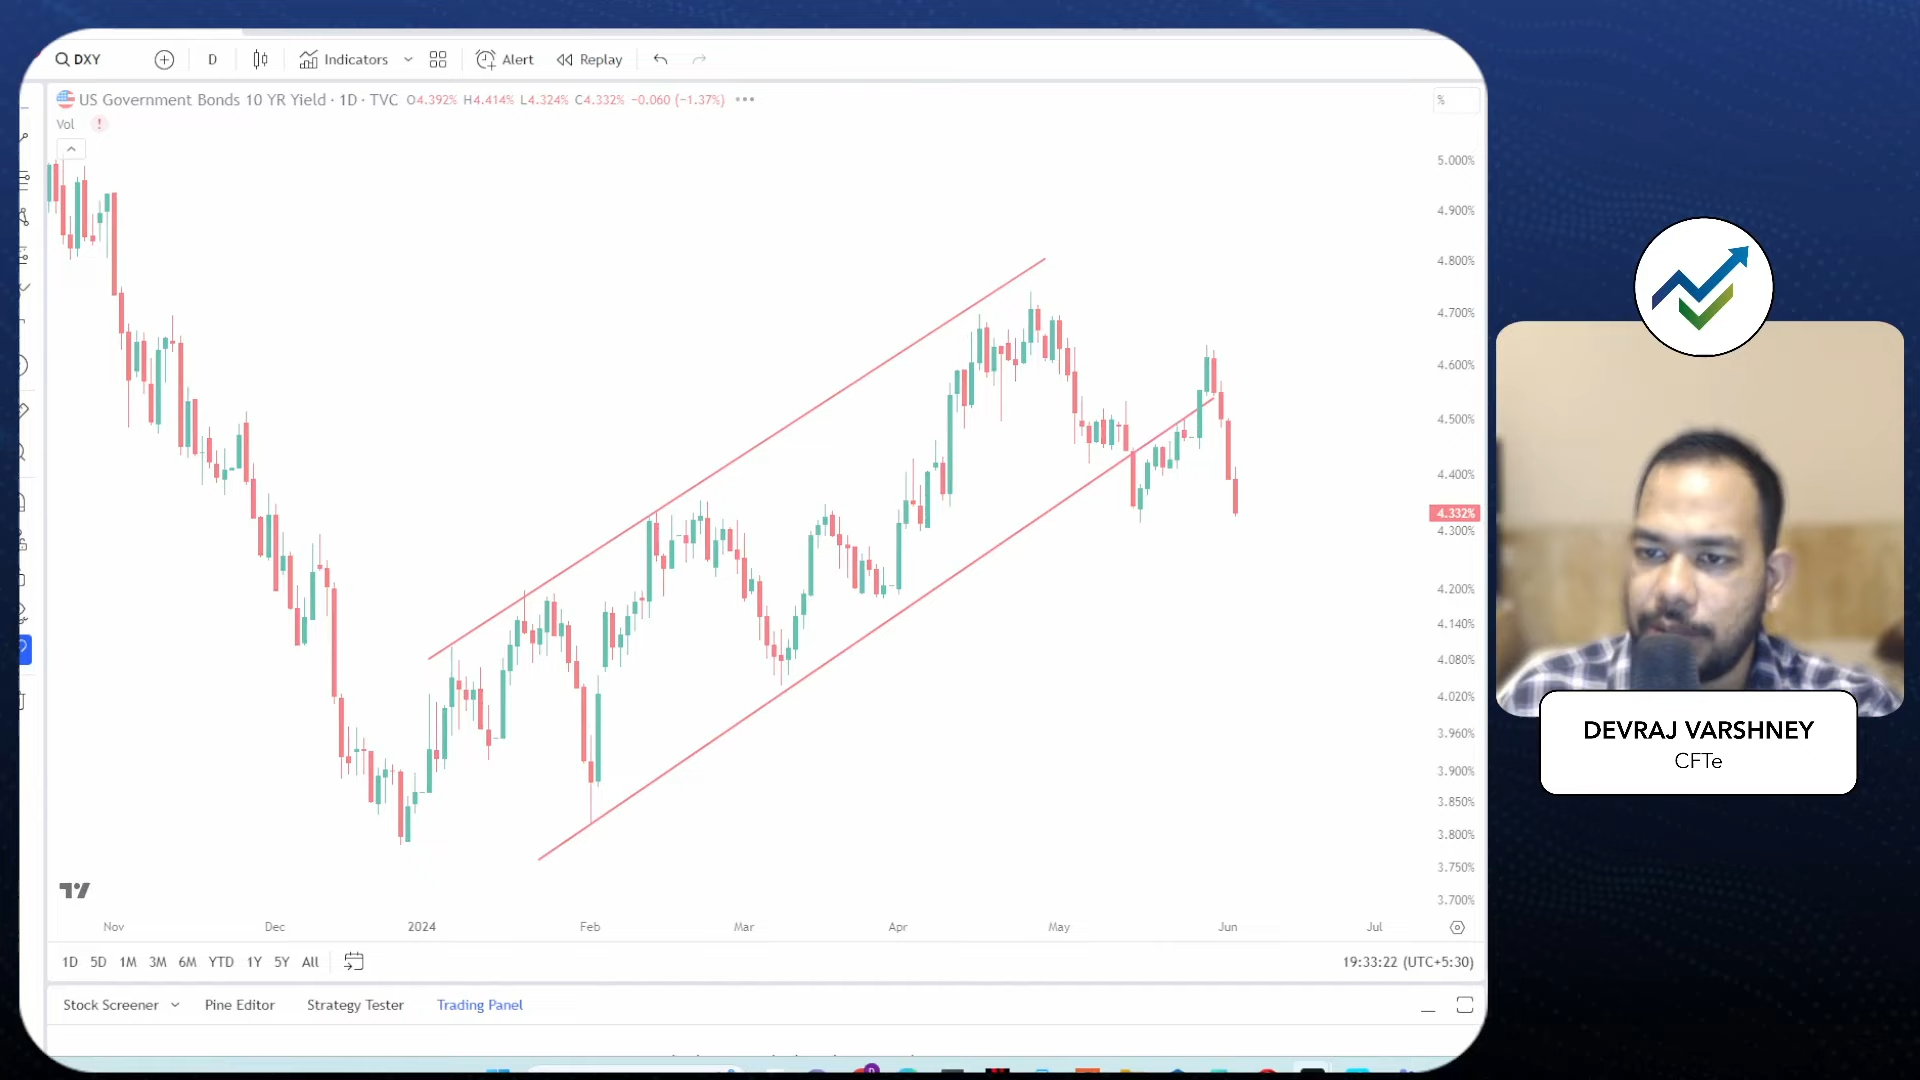 DXY D Indicators Alert Replay
US Government Bonds 10 YR Yield · 1D · TVC O4.392% H4.414% L4.324% C4.332% −0.060 (−1.37%)
%
Vol
5.000%
4.900%
4.800%
4.700%
4.600%
4.500%
4.400%
4.332%
4.300%
4.200%
4.140%
4.080%
4.020%
3.960%
3.900%
3.850%
3.800%
3.750%
3.700%
Nov Dec 2024 Feb Mar Apr May Jun Jul
1D 5D 1M 3M 6M YTD 1Y 5Y All
19:33:22 (UTC+5:30)
Stock Screener Pine Editor Strategy Tester Trading Panel
DEVRAJ VARSHNEY
CFTe